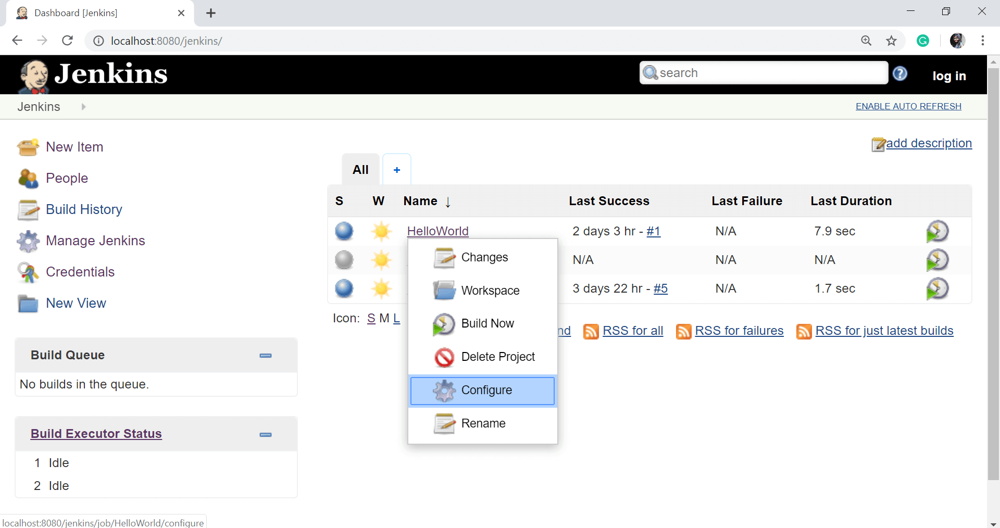 Dashboard [Jenkins]
localhost:8080/jenkins/
Jenkins
search
log in
Jenkins
ENABLE AUTO REFRESH
New Item
People
Build History
Manage Jenkins
Credentials
New View
add description
All +
S W Name ↓ Last Success Last Failure Last Duration
HelloWorld 2 days 3 hr - #1 N/A 7.9 sec
N/A N/A N/A
3 days 22 hr - #5 N/A 1.7 sec
Changes
Workspace
Build Now
Delete Project
Configure
Rename
Icon: S M L
nd RSS for all RSS for failures RSS for just latest builds
Build Queue
No builds in the queue.
Build Executor Status
1 Idle
2 Idle
localhost:8080/jenkins/job/HelloWorld/configure